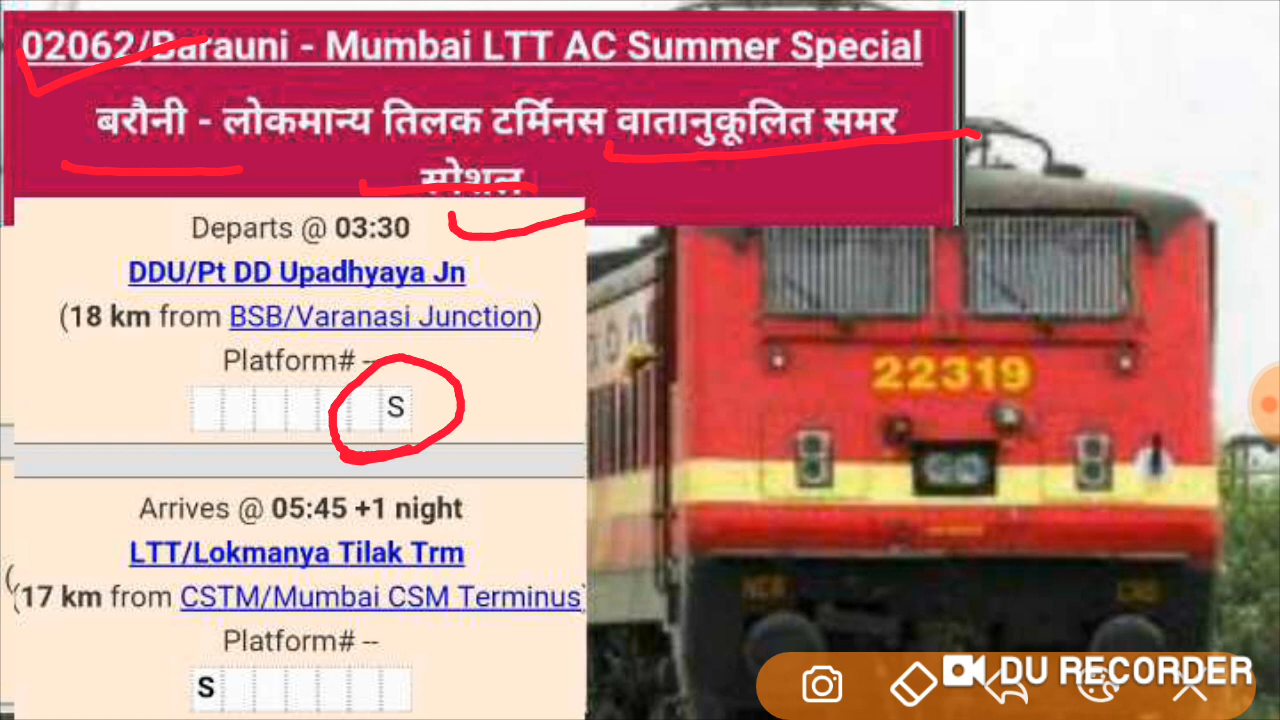 02062/Barauni - Mumbai LTT AC Summer Special
बरौनी - लोकमान्य तिलक टर्मिनस वातानुकूलित समर
स्पेशल
Departs @ 03:30
DDU/Pt DD Upadhyaya Jn
(18 km from BSB/Varanasi Junction)
Platform# --
S
Arrives @ 05:45 +1 night
LTT/Lokmanya Tilak Trm
(17 km from CSTM/Mumbai CSM Terminus)
Platform# --
S
22319
DU RECORDER